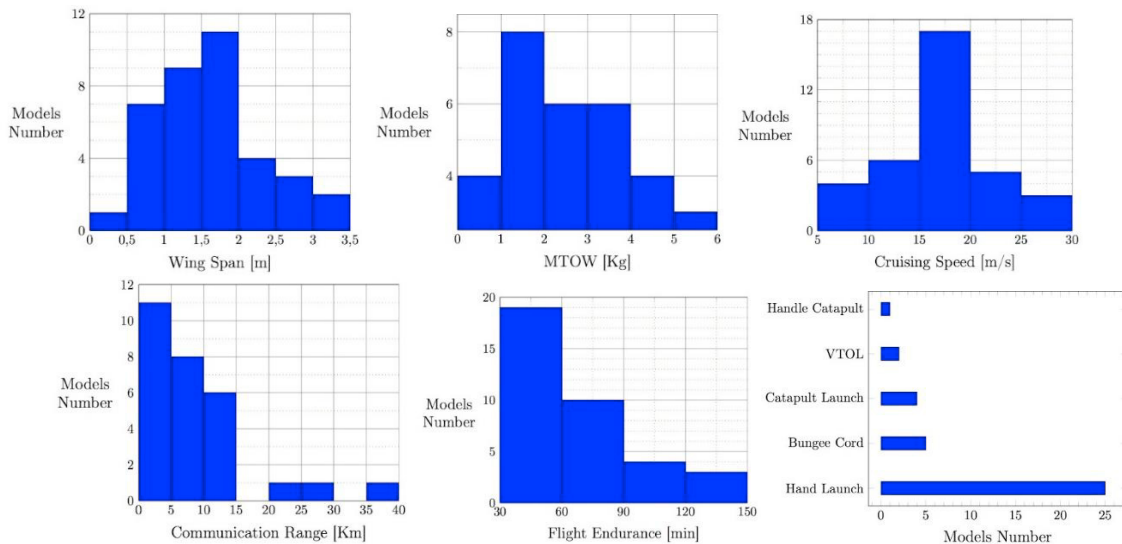 12
8
4
0
Models
Number
0 0,5 1 1,5 2 2,5 3 3,5
Wing Span [m]
8
6
4
Models
Number
0 1 2 3 4 5 6
MTOW [Kg]
18
12
6
0
Models
Number
5 10 15 20 25 30
Cruising Speed [m/s]
12
10
8
6
4
2
0
Models
Number
0 5 10 15 20 25 30 35 40
Communication Range [Km]
20
15
10
5
0
Models
Number
30 60 90 120 150
Flight Endurance [min]
Handle Catapult
VTOL
Catapult Launch
Bungee Cord
Hand Launch
0 5 10 15 20 25
Models Number